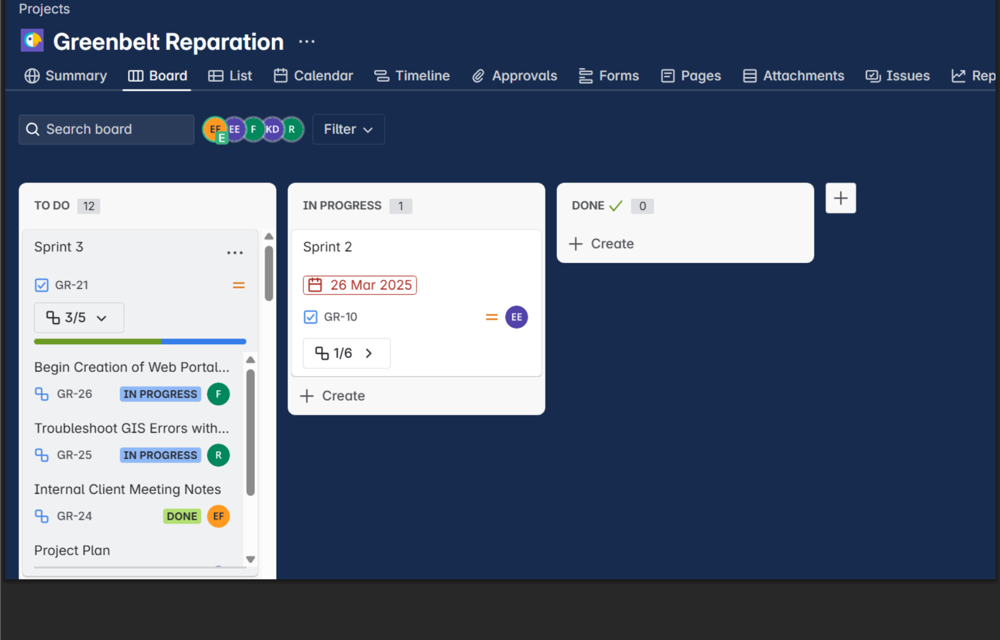 Projects
Greenbelt Reparation ...
Summary Board List Calendar Timeline Approvals Forms Pages Attachments Issues Rep
Search board EF E EE F KD R Filter
TO DO 12
Sprint 3
GR-21
3/5
Begin Creation of Web Portal...
GR-26 IN PROGRESS F
Troubleshoot GIS Errors with...
GR-25 IN PROGRESS R
Internal Client Meeting Notes
GR-24 DONE EF
Project Plan
IN PROGRESS 1
Sprint 2
26 Mar 2025
GR-10 EE
1/6
Create
DONE 0
Create